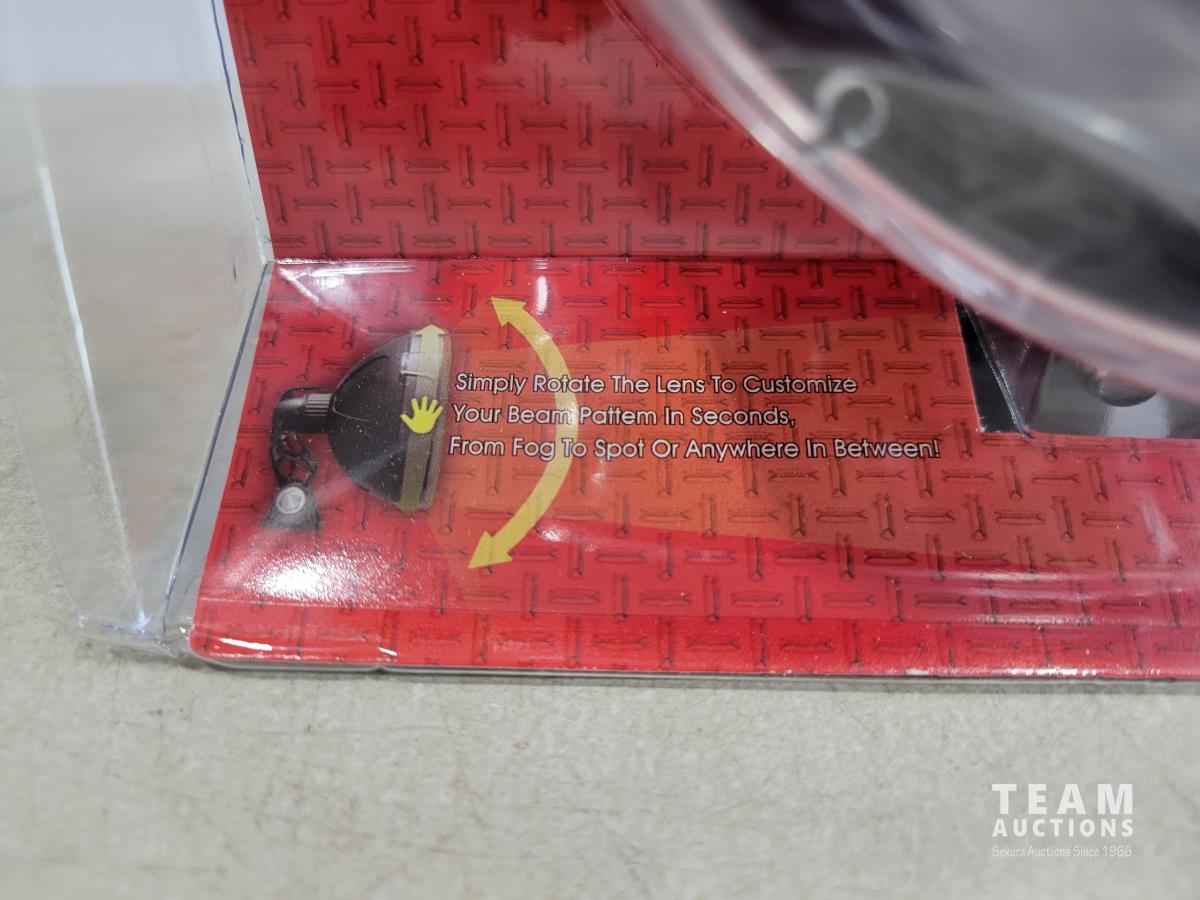 Simply Rotate The Lens To Customize
Your Beam Pattern In Seconds,
From Fog To Spot Or Anywhere In Between!
TEAM
AUCTIONS
Sekura Auctions Since 1966